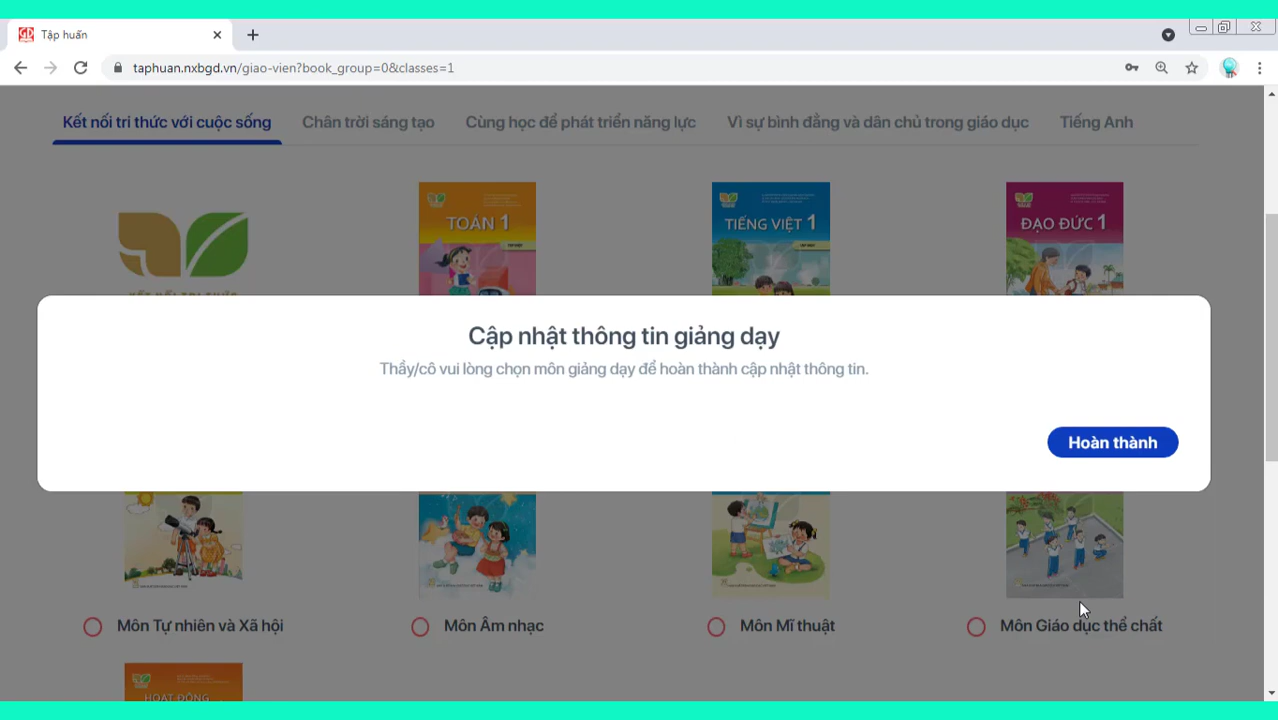 Tập huấn
taphuan.nxbgd.vn/giao-vien?book_group=0&classes=1
Kết nối tri thức với cuộc sống
Chân trời sáng tạo
Cùng học để phát triển năng lực
Vì sự bình đẳng và dân chủ trong giáo dục
Tiếng Anh
TOÁN 1
TIẾNG VIỆT 1
ĐẠO ĐỨC 1
Cập nhật thông tin giảng dạy
Thầy/cô vui lòng chọn môn giảng dạy để hoàn thành cập nhật thông tin.
Hoàn thành
Môn Tự nhiên và Xã hội
Môn Âm nhạc
Môn Mĩ thuật
Môn Giáo dục thể chất
HOẠT ĐỘNG